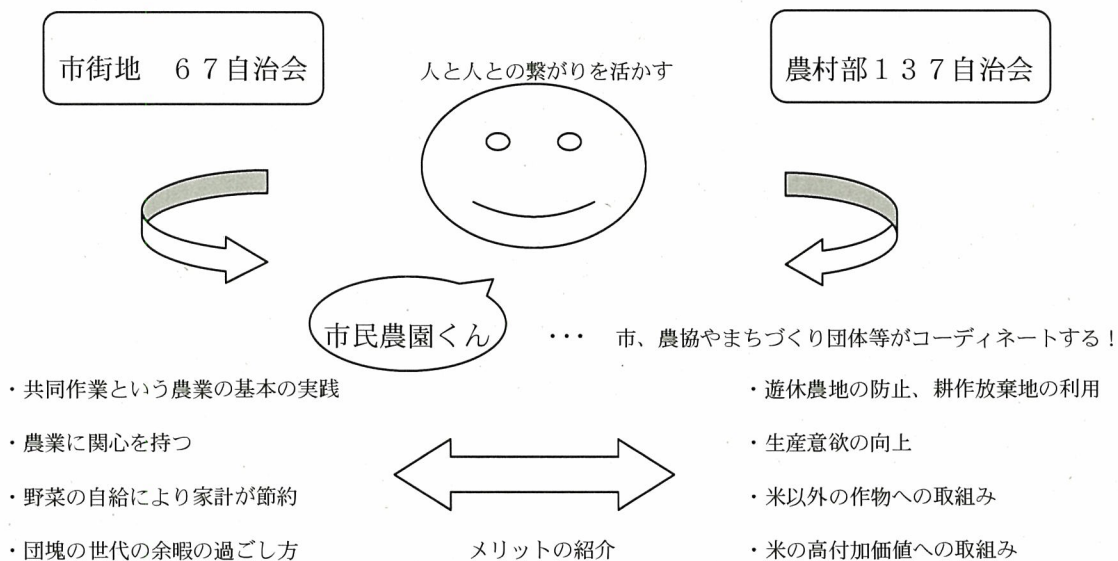 市街地　６７自治会
人と人との繋がりを活かす
農村部１３７自治会
市民農園くん
･･･　市、農協やまちづくり団体等がコーディネートする！
・共同作業という農業の基本の実践
・農業に関心を持つ
・野菜の自給により家計が節約
・団塊の世代の余暇の過ごし方
メリットの紹介
・遊休農地の防止、耕作放棄地の利用
・生産意欲の向上
・米以外の作物への取組み
・米の高付加価値への取組み